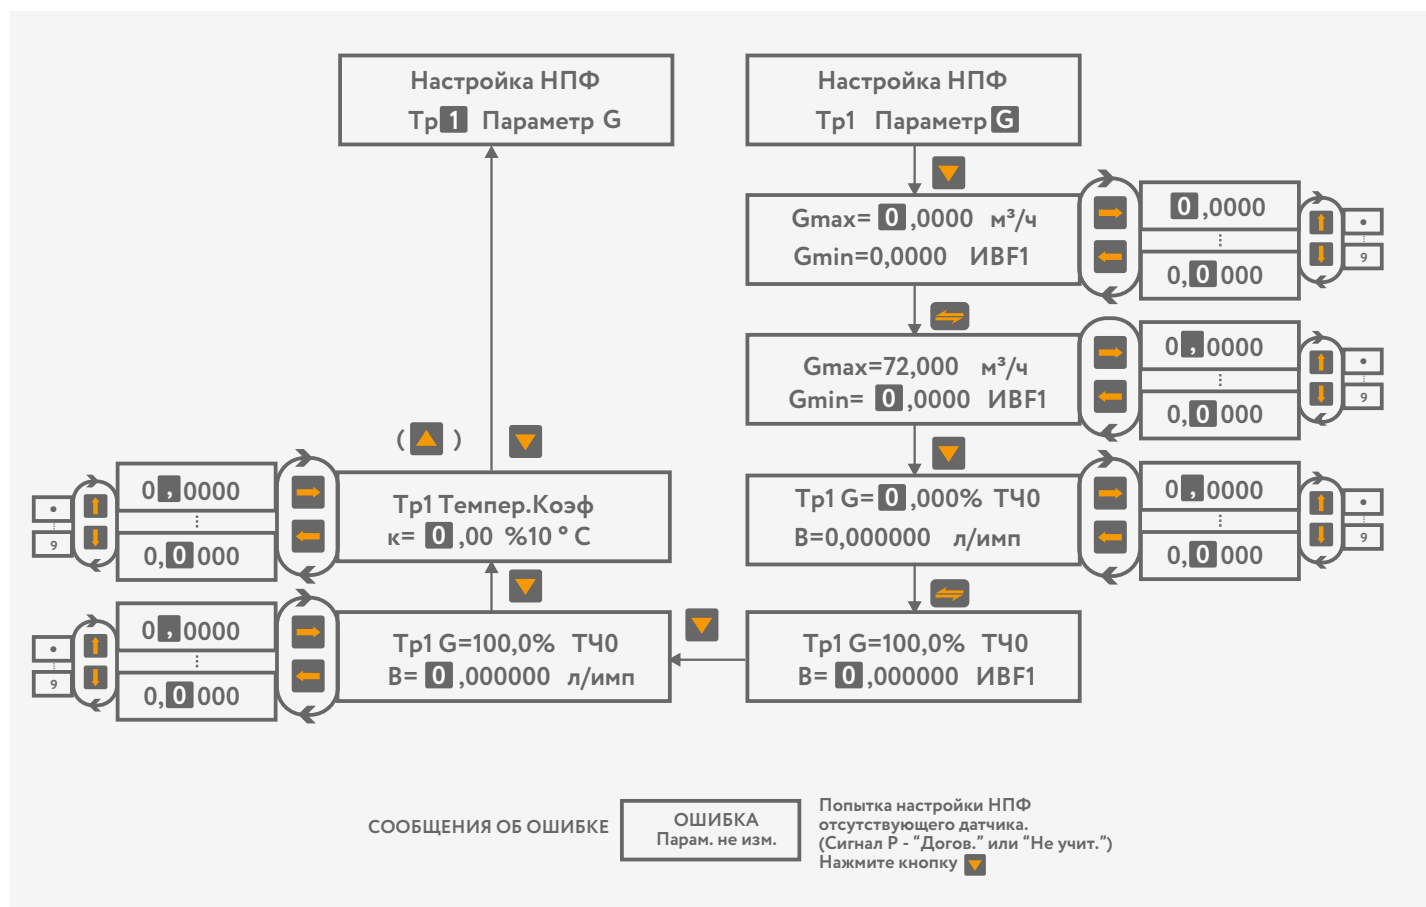 Настройка НПФ
Тр1 Параметр G
Настройка НПФ
Тр1 Параметр G
Gmax= 0,0000 м³/ч
Gmin=0,0000 ИВF1
0,0000
0,0000
9
Gmax=72,000 м³/ч
Gmin= 0,0000 ИВF1
0,0000
0,0000
9
Тр1 G=0,000% ТЧ0
В=0,000000 л/имп
0,0000
0,0000
9
Тр1 G=100,0% ТЧ0
В= 0,000000 ИВF1
( )
0,0000
0,0000
9
Тр1 Темпер.Коэф
к= 0,00 %10 ° С
0,0000
0,0000
9
Тр1 G=100,0% ТЧ0
В= 0,000000 л/имп
СООБЩЕНИЯ ОБ ОШИБКЕ
ОШИБКА
Парам. не изм.
Попытка настройки НПФ
отсутствующего датчика.
(Сигнал Р - “Догов.” или “Не учит.”)
Нажмите кнопку